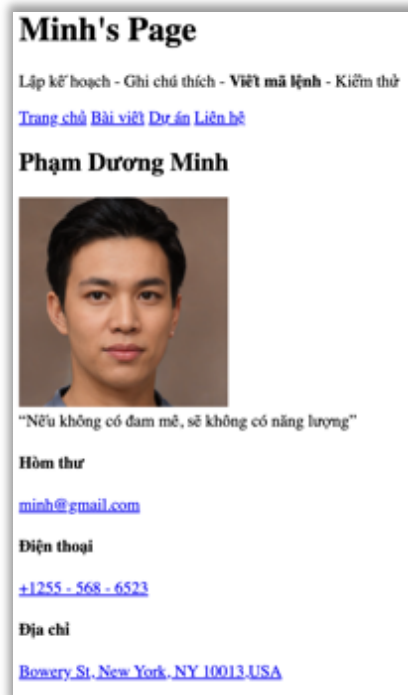 Minh's Page
Lập kế hoạch - Ghi chú thích - Viết mã lệnh - Kiểm thử
Trang chủ Bài viết Dự án Liên hệ
Phạm Dương Minh
“Nếu không có đam mê, sẽ không có năng lượng”
Hòm thư
minh@gmail.com
Điện thoại
+1255 - 568 - 6523
Địa chỉ
Bowery St, New York, NY 10013,USA